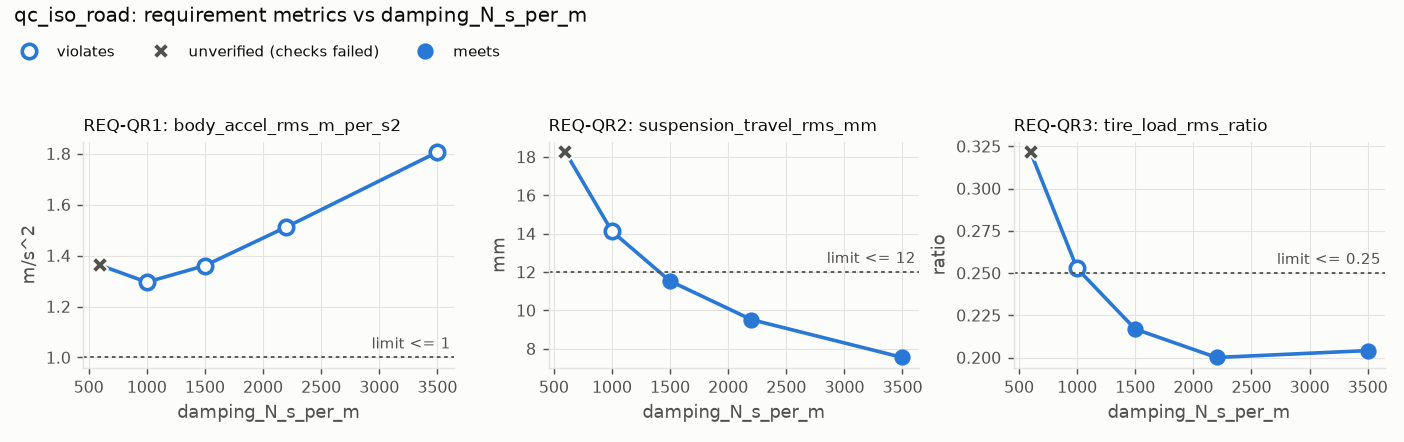 qc_iso_road: requirement metrics vs damping_N_s_per_m
violates
unverified (checks failed)
meets
REQ-QR1: body_accel_rms_m_per_s2
1.8
1.6
1.4
1.2
1.0
m/s^2
limit <= 1
500 1000 1500 2000 2500 3000 3500
damping_N_s_per_m
REQ-QR2: suspension_travel_rms_mm
18
16
14
12
10
8
mm
limit <= 12
500 1000 1500 2000 2500 3000 3500
damping_N_s_per_m
REQ-QR3: tire_load_rms_ratio
0.325
0.300
0.275
0.250
0.225
0.200
ratio
limit <= 0.25
500 1000 1500 2000 2500 3000 3500
damping_N_s_per_m